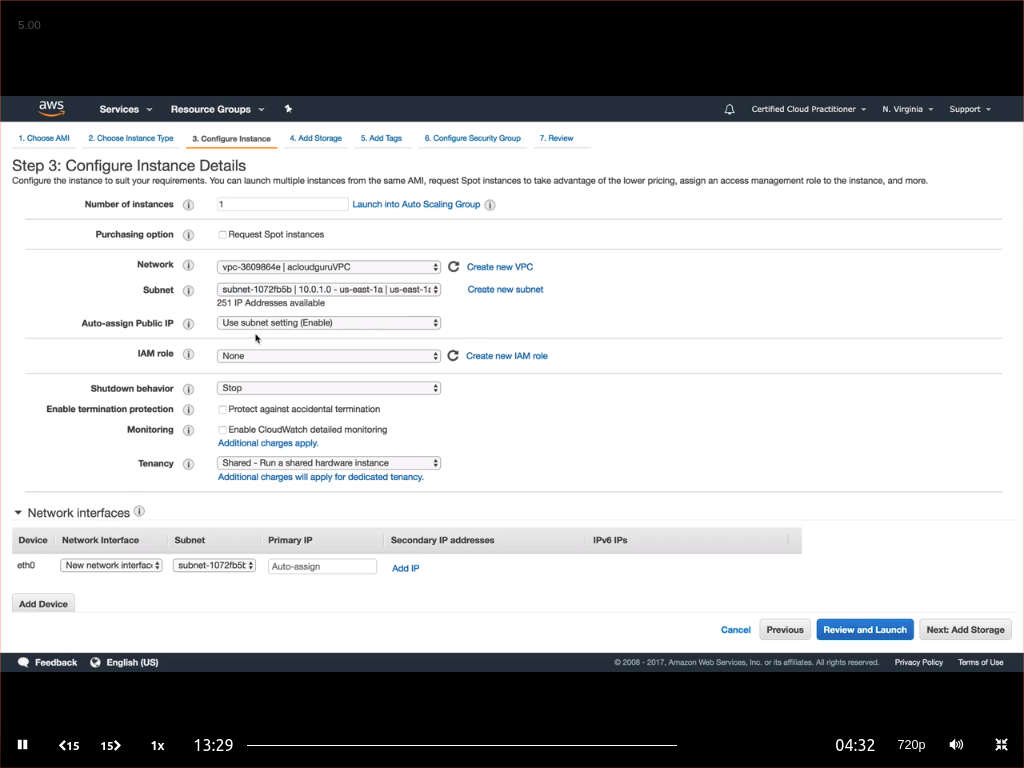 5.00
aws Services Resource Groups Certified Cloud Practitioner N. Virginia Support
1. Choose AMI 2. Choose Instance Type 3. Configure Instance 4. Add Storage 5. Add Tags 6. Configure Security Group 7. Review
Step 3: Configure Instance Details
Configure the instance to suit your requirements. You can launch multiple instances from the same AMI, request Spot instances to take advantage of the lower pricing, assign an access management role to the instance, and more.
Number of instances 1 Launch into Auto Scaling Group
Purchasing option Request Spot instances
Network vpc-3609864e | acloudguruVPC Create new VPC
Subnet subnet-1072fb5b | 10.0.1.0 - us-east-1a | us-east-1a Create new subnet
251 IP Addresses available
Auto-assign Public IP Use subnet setting (Enable)
IAM role None Create new IAM role
Shutdown behavior Stop
Enable termination protection Protect against accidental termination
Monitoring Enable CloudWatch detailed monitoring
Additional charges apply.
Tenancy Shared - Run a shared hardware instance
Additional charges will apply for dedicated tenancy.
Network interfaces
Device Network Interface Subnet Primary IP Secondary IP addresses IPv6 IPs
eth0 New network interfac subnet-1072fb5b Auto-assign Add IP
Add Device
Cancel Previous Review and Launch Next: Add Storage
Feedback English (US) © 2008 - 2017, Amazon Web Services, Inc. or its affiliates. All rights reserved. Privacy Policy Terms of Use
15 15 1x 13:29 04:32 720p